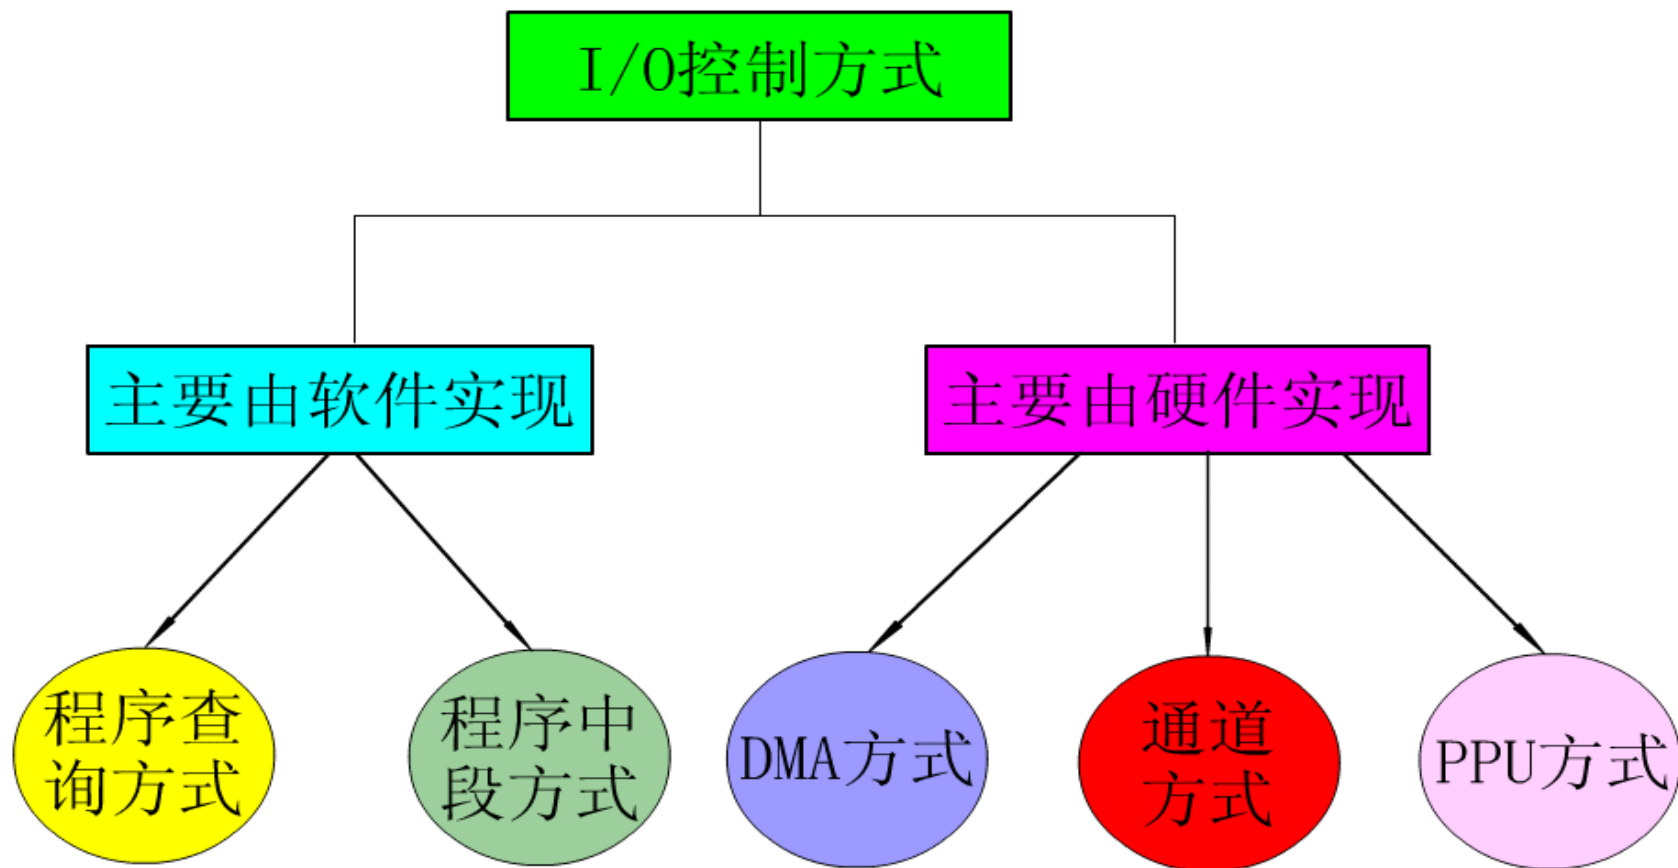 I/O控制方式
主要由软件实现
主要由硬件实现
程序查
询方式
程序中
段方式
DMA方式
通道
方式
PPU方式